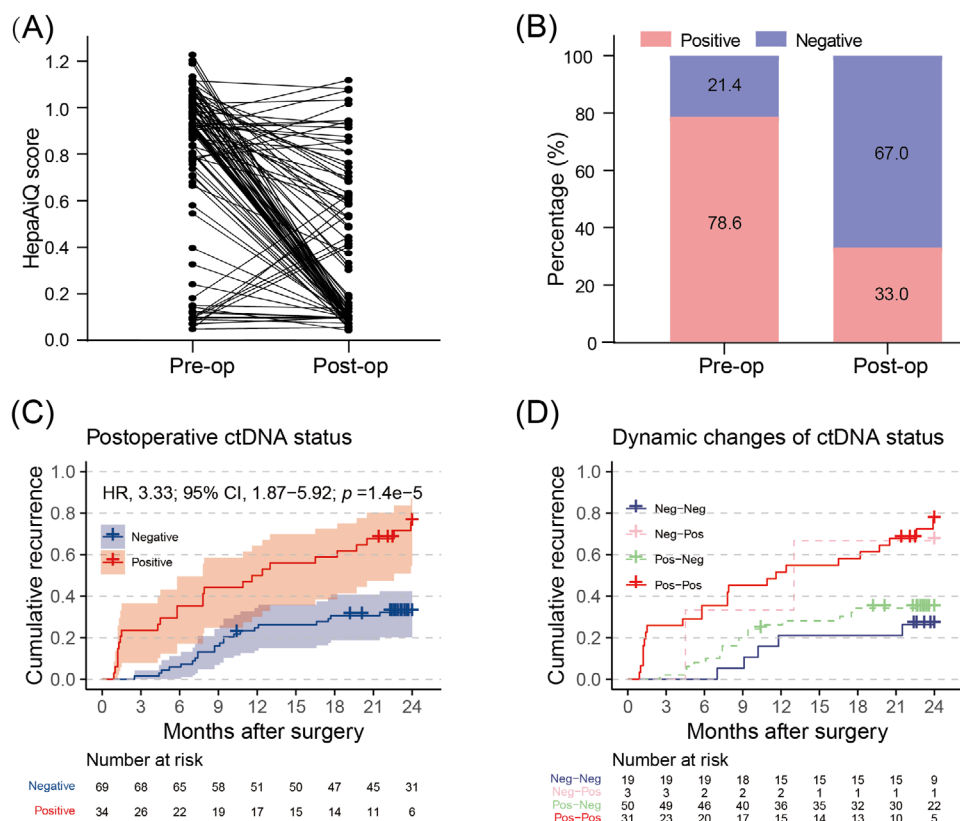 (A)
HepaAiQ score
1.2
1.0
0.8
0.6
0.4
0.2
0.0
Pre-op Post-op
(B)
Positive Negative
Percentage (%)
100
80
60
40
20
0
21.4
78.6
67.0
33.0
Pre-op Post-op
(C)
Postoperative ctDNA status
Cumulative recurrence
1.0
0.8
0.6
0.4
0.2
0.0
HR, 3.33; 95% CI, 1.87−5.92; p =1.4e−5
Negative
Positive
0 3 6 9 12 15 18 21 24
Months after surgery
Number at risk
Negative 69 68 65 58 51 50 47 45 31
Positive 34 26 22 19 17 15 14 11 6
(D)
Dynamic changes of ctDNA status
Cumulative recurrence
1.0
0.8
0.6
0.4
0.2
0.0
Neg−Neg
Neg−Pos
Pos−Neg
Pos−Pos
0 3 6 9 12 15 18 21 24
Months after surgery
Number at risk
Neg−Neg 19 19 19 18 15 15 15 15 9
Neg−Pos 3 3 2 2 2 1 1 1 1
Pos−Neg 50 49 46 40 36 35 32 30 22
Pos−Pos 31 23 20 17 15 14 13 10 5